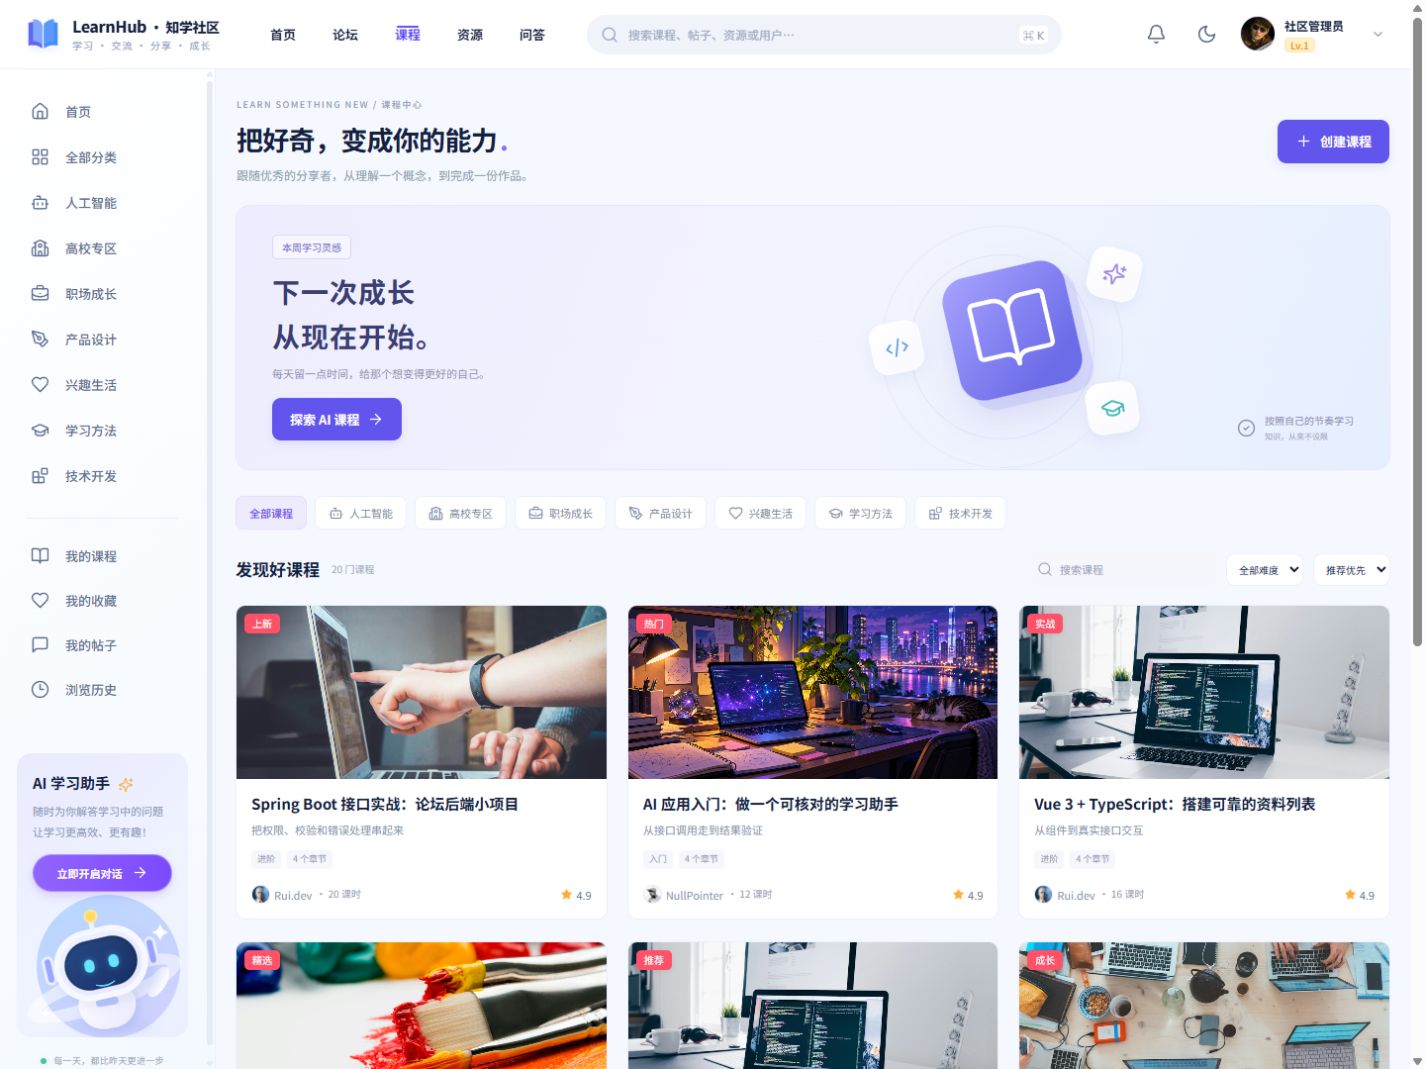 LearnHub · 知学社区
学习 · 交流 · 分享 · 成长
首页
论坛
课程
资源
问答
搜索课程、帖子、资源或用户…
⌘ K
社区管理员
Lv.1
首页
全部分类
人工智能
高校专区
职场成长
产品设计
兴趣生活
学习方法
技术开发
我的课程
我的收藏
我的帖子
浏览历史
AI 学习助手
随时为你解答学习中的问题
让学习更高效、更有趣！
立即开启对话
每一天，都比昨天更进一步
LEARN SOMETHING NEW / 课程中心
把好奇，变成你的能力.
跟随优秀的分享者，从理解一个概念，到完成一份作品。
创建课程
本周学习灵感
下一次成长
从现在开始。
每天留一点时间，给那个想变得更好的自己。
探索 AI 课程
按照自己的节奏学习
知识，从来不设限
全部课程
人工智能
高校专区
职场成长
产品设计
兴趣生活
学习方法
技术开发
发现好课程
20 门课程
搜索课程
全部难度
推荐优先
上新
Spring Boot 接口实战：论坛后端小项目
把权限、校验和错误处理串起来
进阶
4 个章节
Rui.dev · 20 课时
4.9
热门
AI 应用入门：做一个可核对的学习助手
从接口调用走到结果验证
入门
4 个章节
NullPointer · 12 课时
4.9
实战
Vue 3 + TypeScript：搭建可靠的资料列表
从组件到真实接口交互
进阶
4 个章节
Rui.dev · 16 课时
4.9
精选
推荐
成长